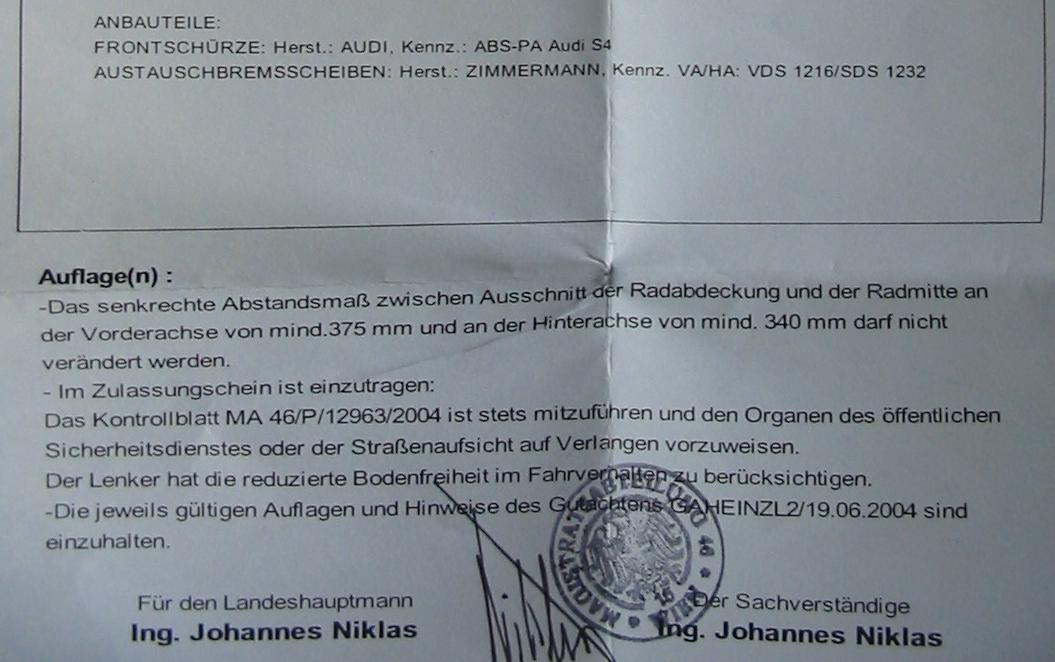 ANBAUTEILE:
FRONTSCHÜRZE: Herst.: AUDI, Kennz.: ABS-PA Audi S4
AUSTAUSCHBREMSSCHEIBEN: Herst.: ZIMMERMANN, Kennz. VA/HA: VDS 1216/SDS 1232
Auflage(n) :
-Das senkrechte Abstandsmaß zwischen Ausschnitt der Radabdeckung und der Radmitte an
der Vorderachse von mind.375 mm und an der Hinterachse von mind. 340 mm darf nicht
verändert werden.
- Im Zulassungschein ist einzutragen:
Das Kontrollblatt MA 46/P/12963/2004 ist stets mitzuführen und den Organen des öffentlichen
Sicherheitsdienstes oder der Straßenaufsicht auf Verlangen vorzuweisen.
Der Lenker hat die reduzierte Bodenfreiheit im Fahrverhalten zu berücksichtigen.
-Die jeweils gültigen Auflagen und Hinweise des Gutachtens GAHEINZL2/19.06.2004 sind
einzuhalten.
MAGISTRATSABTEILUNG 46 * WIEN *
Für den Landeshauptmann
Ing. Johannes Niklas
Der Sachverständige
Ing. Johannes Niklas